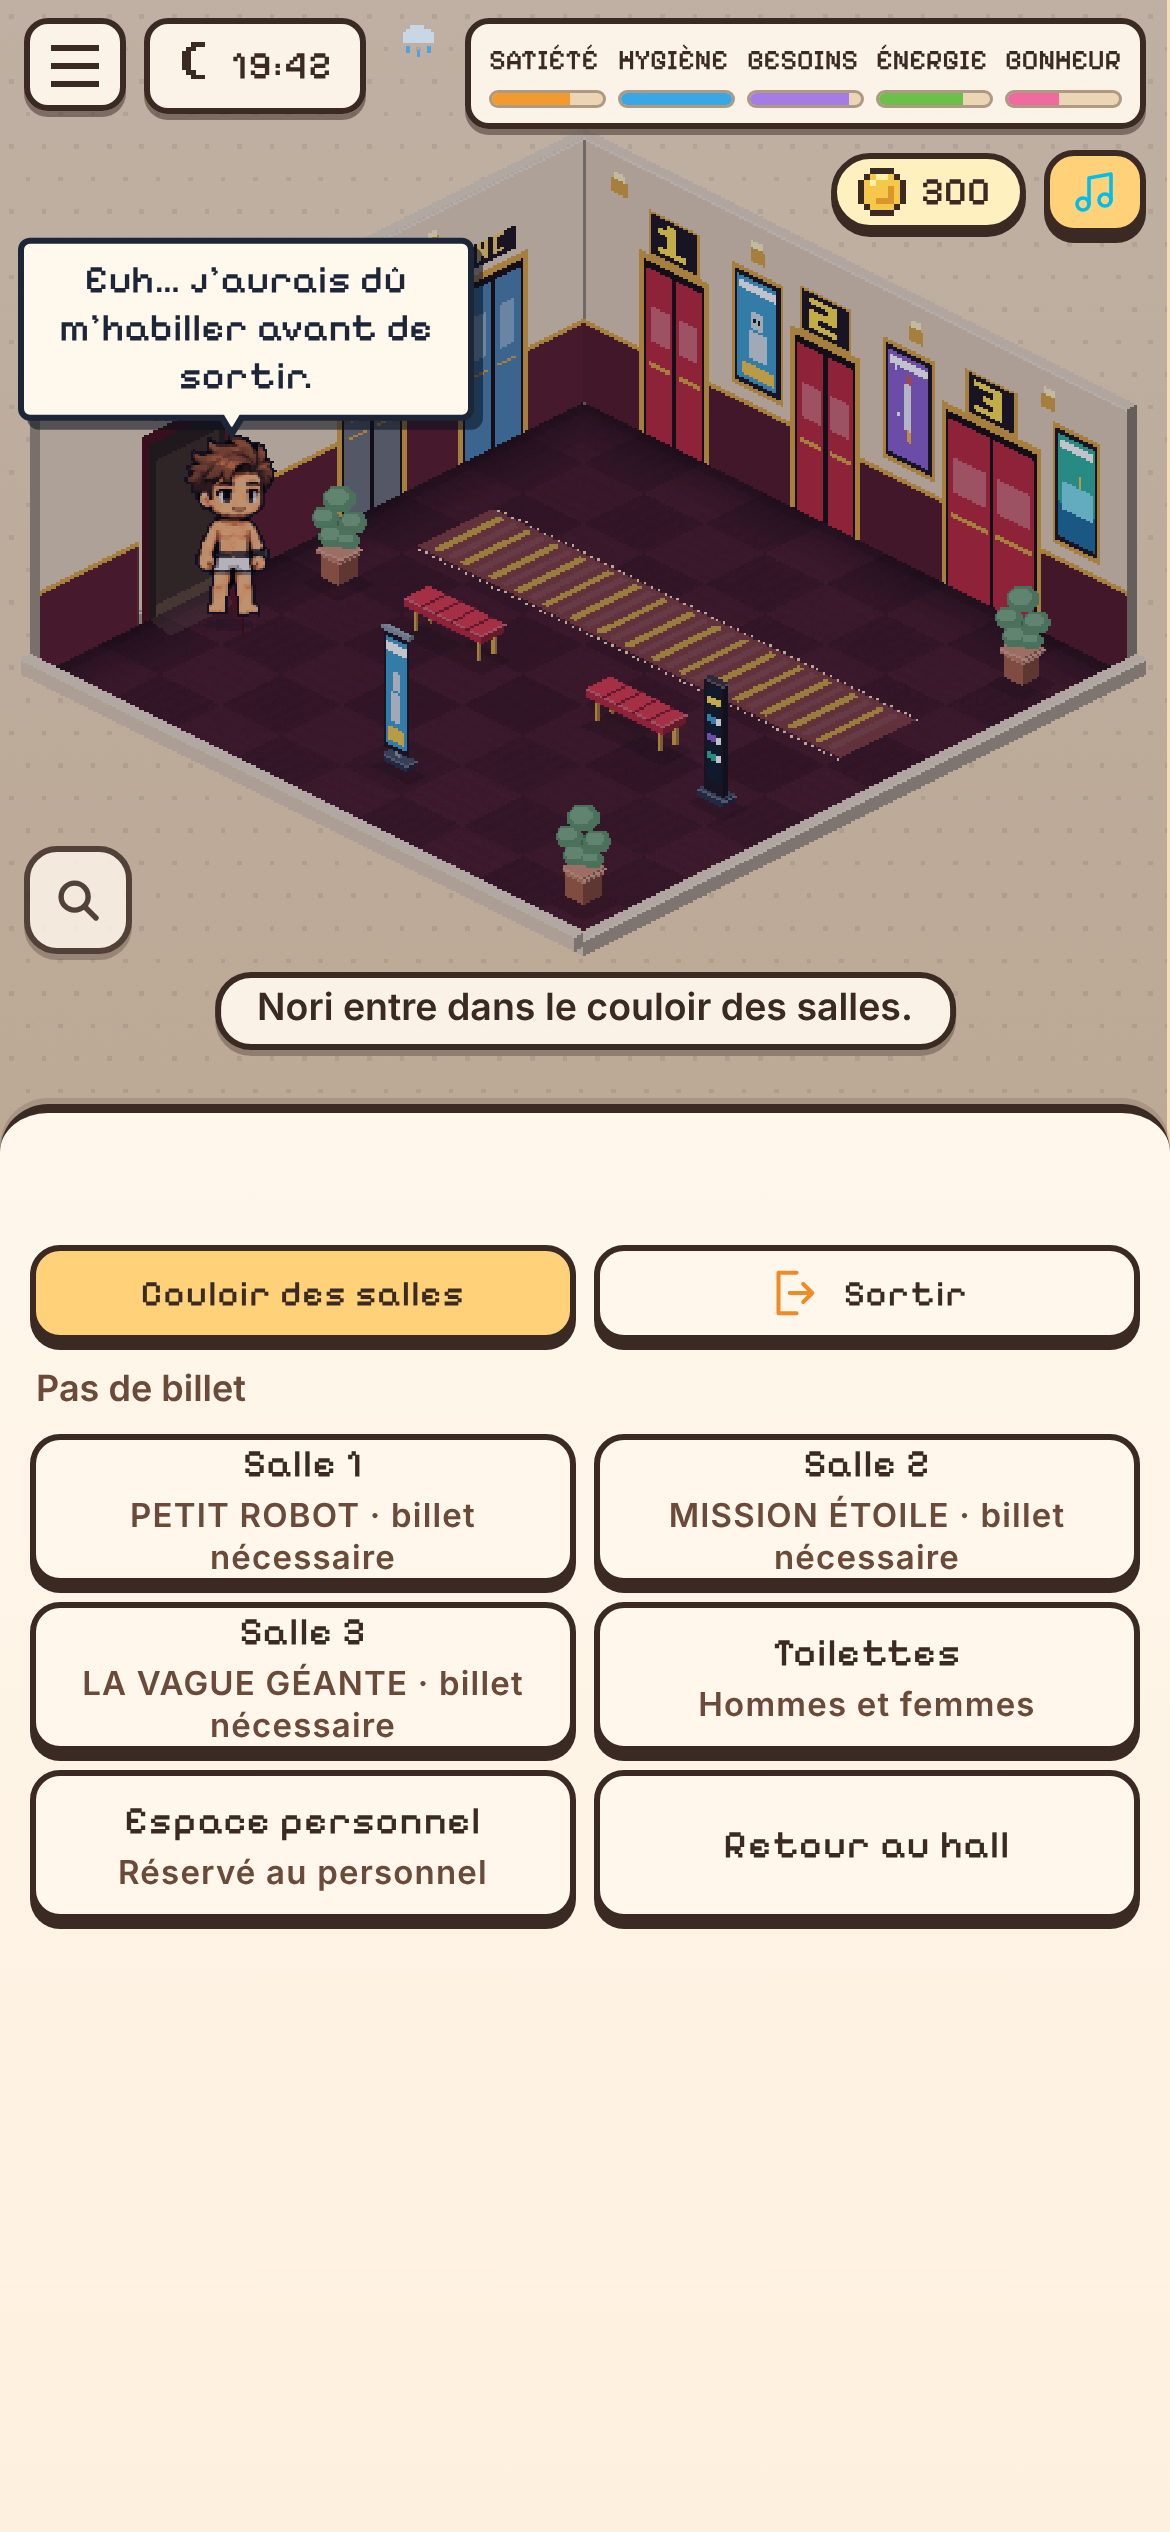 19:42
SATIÉTÉ HYGIÈNE BESOINS ÉNERGIE BONHEUR
300
Euh... J'aurais dû
m'habiller avant de
sortir.
1
2
3
Nori entre dans le couloir des salles.
Couloir des salles
Sortir
Pas de billet
Salle 1
PETIT ROBOT · billet
nécessaire
Salle 2
MISSION ÉTOILE · billet
nécessaire
Salle 3
LA VAGUE GÉANTE · billet
nécessaire
Toilettes
Hommes et femmes
Espace personnel
Réservé au personnel
Retour au hall